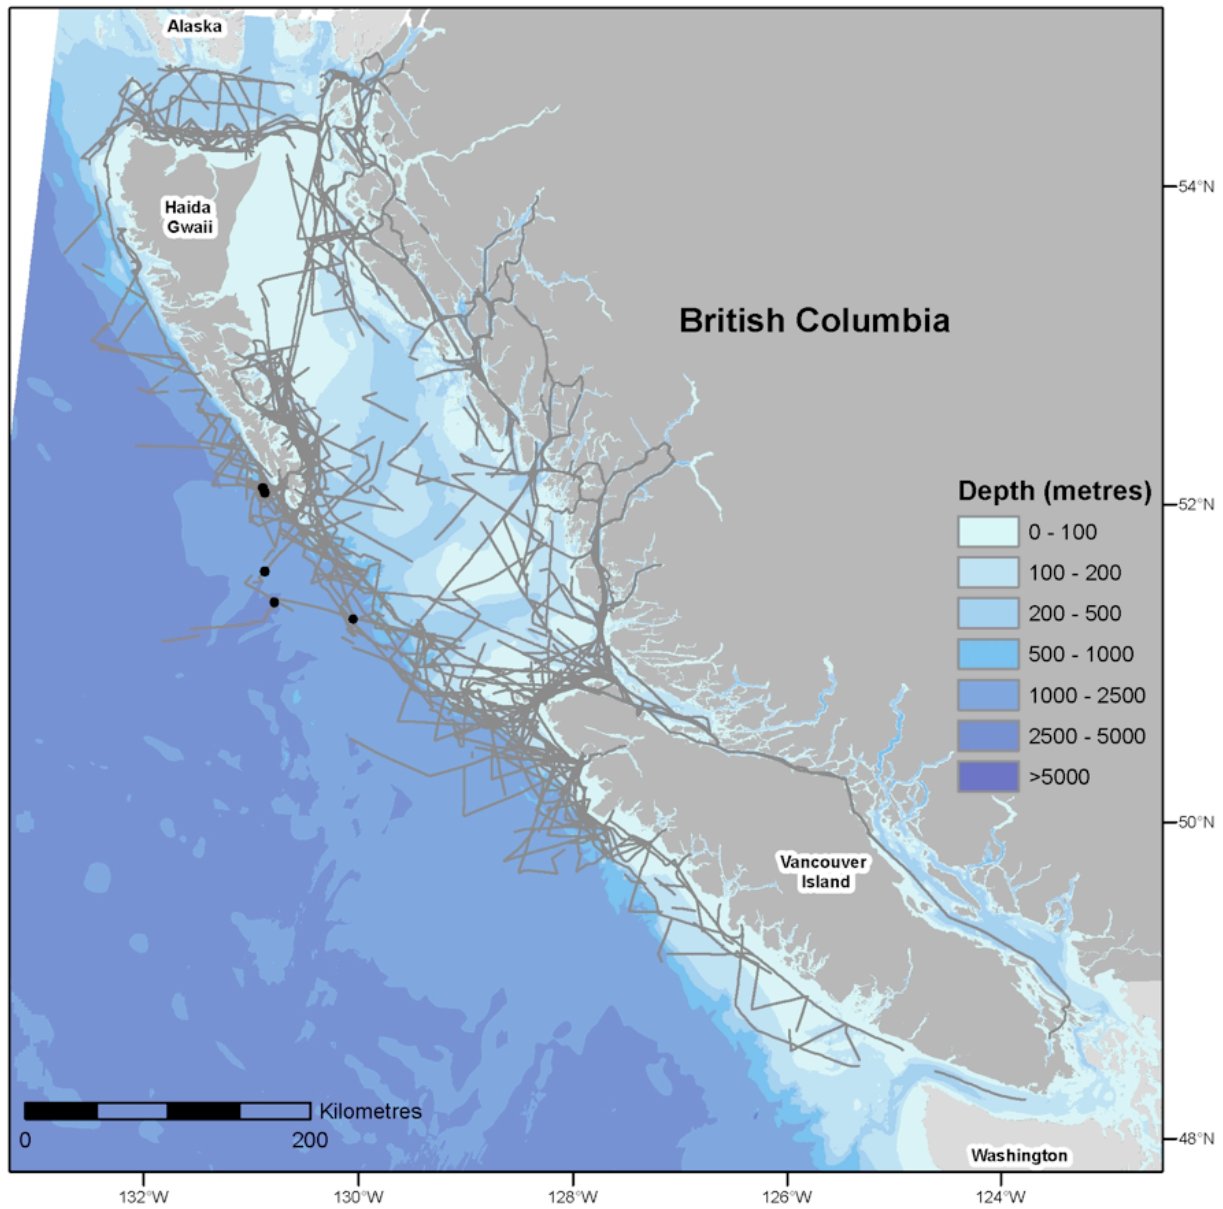 Alaska
54°N
Haida
Gwaii
British Columbia
Depth (metres)
52°N
0 - 100
100 - 200
200 - 500
500 - 1000
1000 - 2500
2500 - 5000
>5000
50°N
Vancouver
Island
Kilometres
0
200
48°N
Washington
132°W
130°W
128°W
126°W
124°W